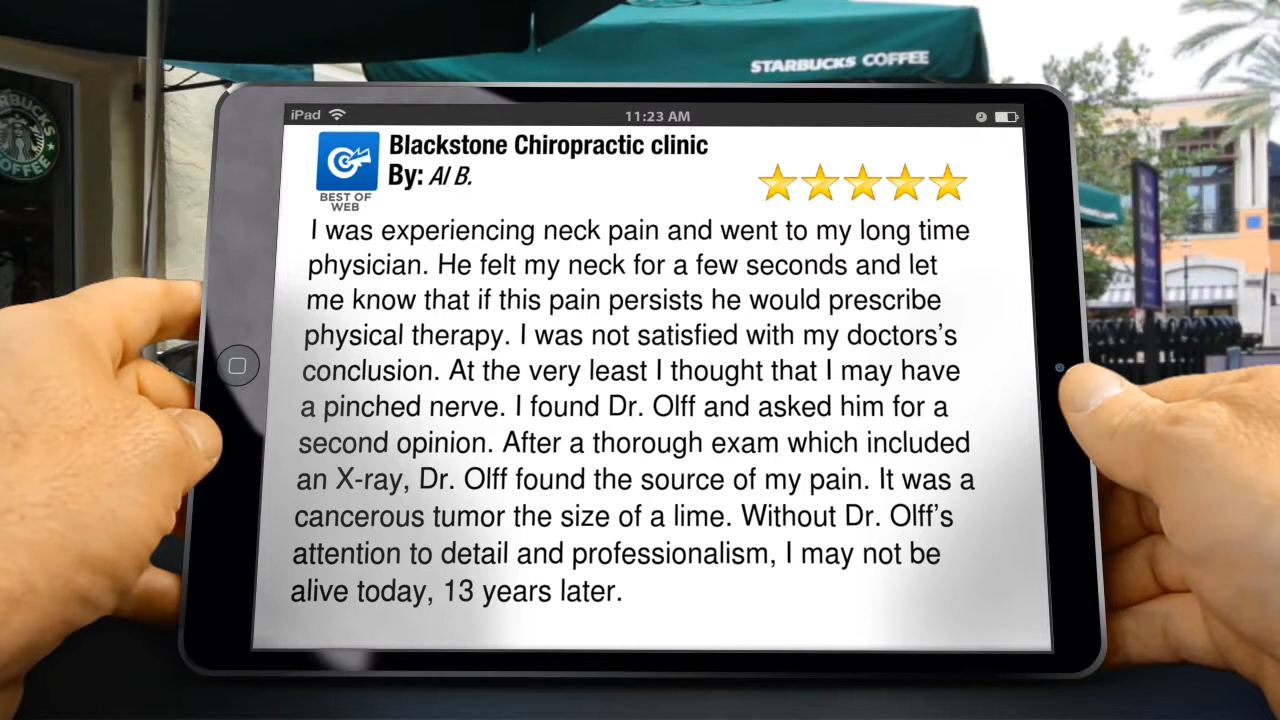 STARBUCKS COFFEE
RBUCKS
OFFEE
iPad
11:23 AM
Blackstone Chiropractic clinic
By: Al B.
BEST OF
WEB
I was experiencing neck pain and went to my long time
physician. He felt my neck for a few seconds and let
me know that if this pain persists he would prescribe
physical therapy. I was not satisfied with my doctors’s
conclusion. At the very least I thought that I may have
a pinched nerve. I found Dr. Olff and asked him for a
second opinion. After a thorough exam which included
an X-ray, Dr. Olff found the source of my pain. It was a
cancerous tumor the size of a lime. Without Dr. Olff’s
attention to detail and professionalism, I may not be
alive today, 13 years later.